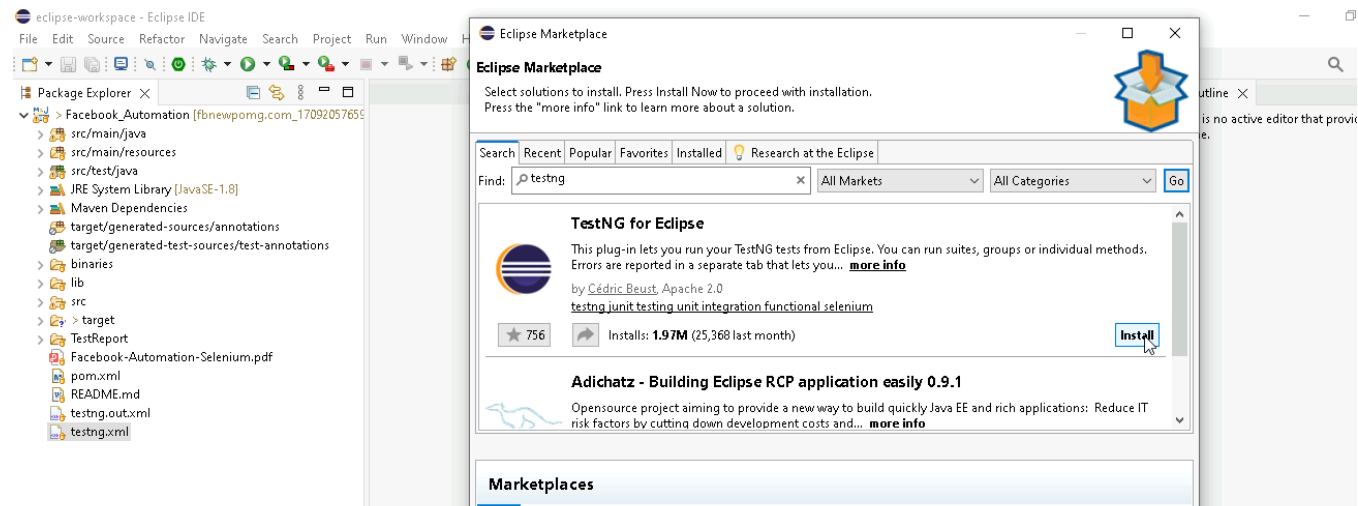 eclipse-workspace - Eclipse IDE
File Edit Source Refactor Navigate Search Project Run Window H
Package Explorer
> Facebook_Automation [fbnewpomg.com_17092057659
src/main/java
src/main/resources
src/test/java
JRE System Library [JavaSE-1.8]
Maven Dependencies
target/generated-sources/annotations
target/generated-test-sources/test-annotations
binaries
lib
src
> target
TestReport
Facebook-Automation-Selenium.pdf
pom.xml
README.md
testng.out.xml
testng.xml
Eclipse Marketplace
Eclipse Marketplace
Select solutions to install. Press Install Now to proceed with installation.
Press the "more info" link to learn more about a solution.
Search Recent Popular Favorites Installed Research at the Eclipse
Find: testng All Markets All Categories Go
TestNG for Eclipse
This plug-in lets you run your TestNG tests from Eclipse. You can run suites, groups or individual methods.
Errors are reported in a separate tab that lets you... more info
by Cédric Beust, Apache 2.0
testng junit testing unit integration functional selenium
756 Installs: 1.97M (25,368 last month) Install
Adichatz - Building Eclipse RCP application easily 0.9.1
Opensource project aiming to provide a new way to build quickly Java EE and rich applications: Reduce IT
risk factors by cutting down development costs and... more info
Marketplaces
utline
is no active editor that provid
e.